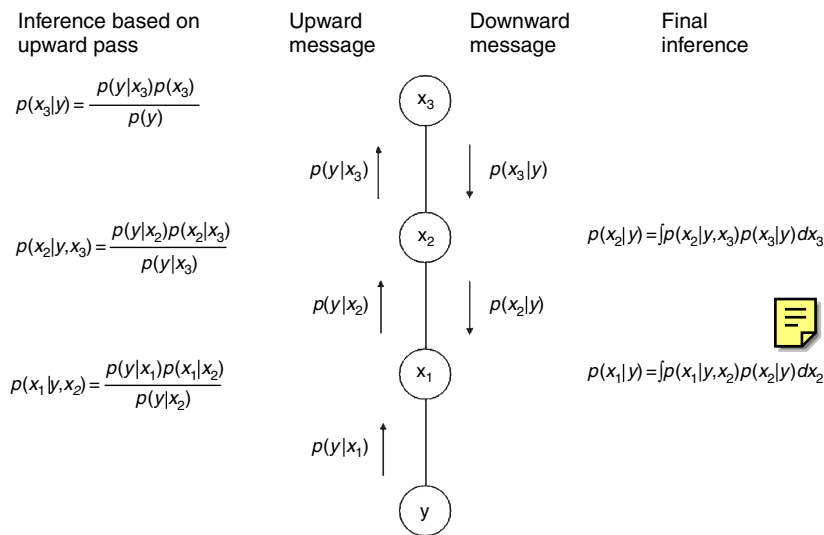 Inference based on upward pass
Upward message
Downward message
Final inference
p(x₃|y) = p(y|x₃)p(x₃) / p(y)
x₃
p(y|x₃)
p(x₃|y)
p(x₂|y,x₃) = p(y|x₂)p(x₂|x₃) / p(y|x₃)
x₂
p(x₂|y) = ∫p(x₂|y,x₃)p(x₃|y)dx₃
p(y|x₂)
p(x₂|y)
p(x₁|y,x₂) = p(y|x₁)p(x₁|x₂) / p(y|x₂)
x₁
p(x₁|y) = ∫p(x₁|y,x₂)p(x₂|y)dx₂
p(y|x₁)
y